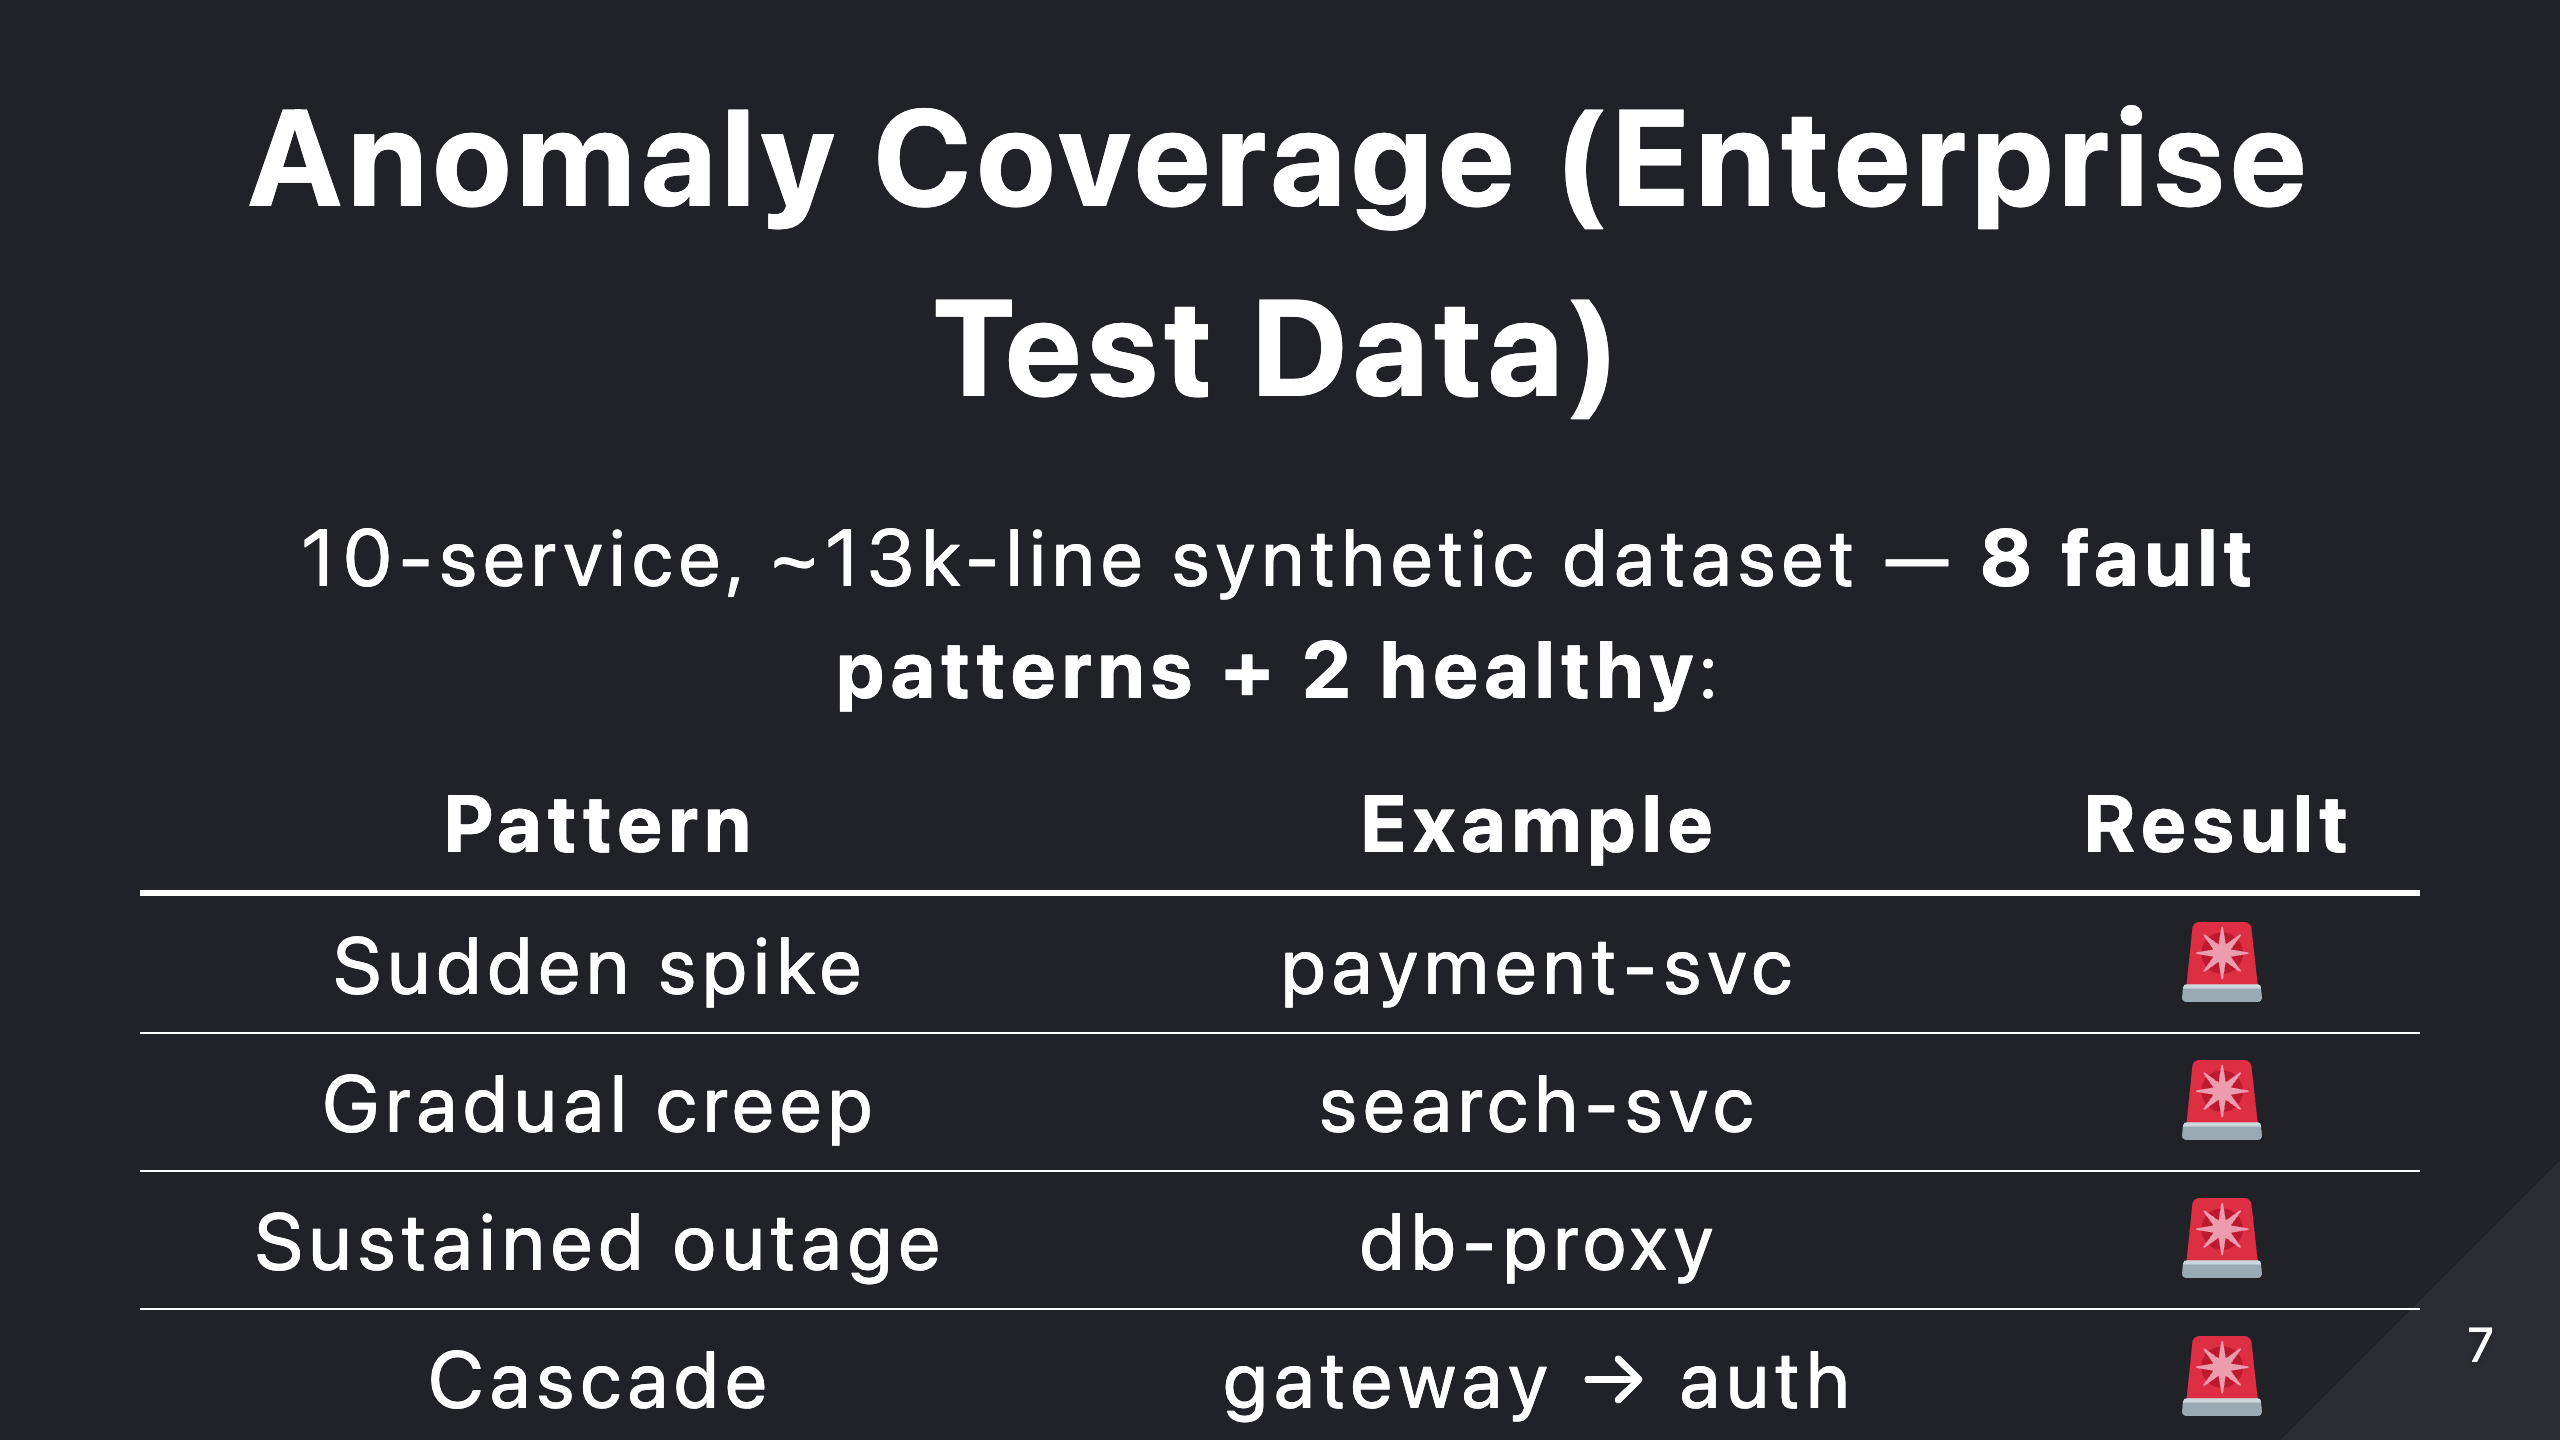 Anomaly Coverage (Enterprise
Test Data)
10-service, ~13k-line synthetic dataset — 8 fault
patterns + 2 healthy:
Pattern Example Result
Sudden spike payment-svc 🚨
Gradual creep search-svc 🚨
Sustained outage db-proxy 🚨
Cascade gateway → auth 🚨
7